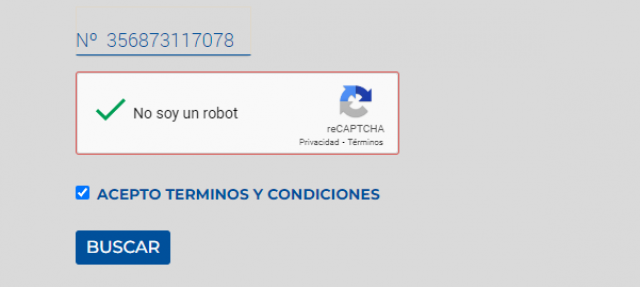 Nº 356873117078
No soy un robot
reCAPTCHA
Privacidad - Términos
ACEPTO TERMINOS Y CONDICIONES
BUSCAR